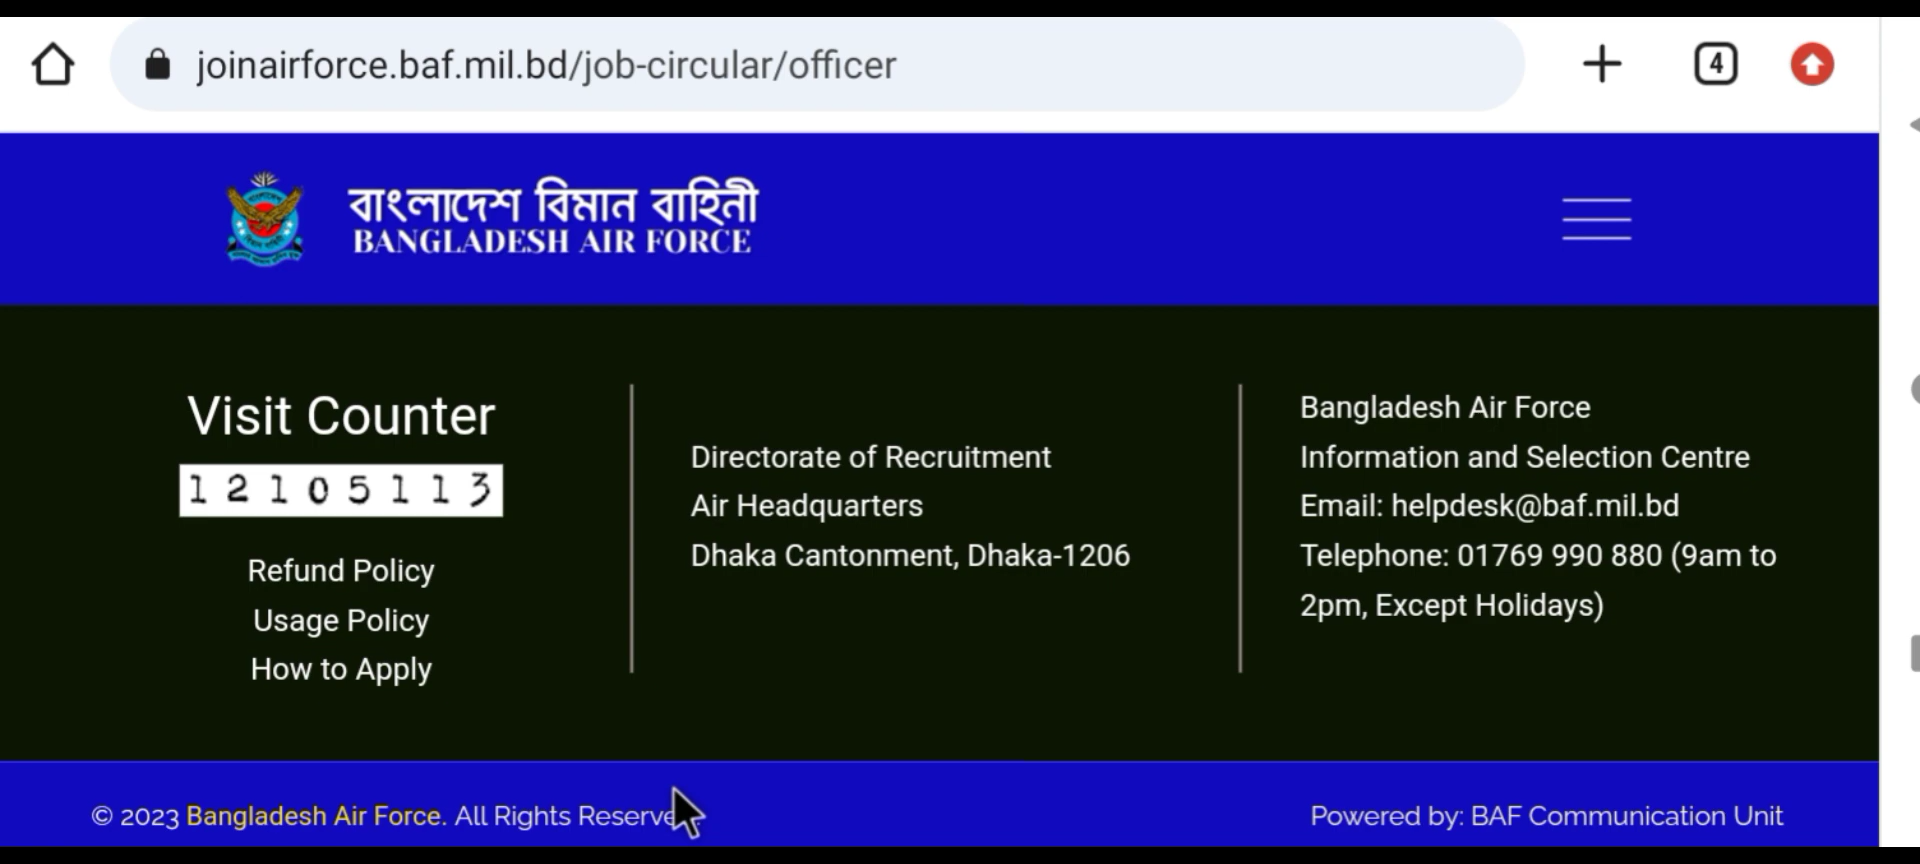 joinairforce.baf.mil.bd/job-circular/officer
4
বাংলাদেশ বিমান বাহিনী
BANGLADESH AIR FORCE
Visit Counter
12105113
Refund Policy
Usage Policy
How to Apply
Directorate of Recruitment
Air Headquarters
Dhaka Cantonment, Dhaka-1206
Bangladesh Air Force
Information and Selection Centre
Email: helpdesk@baf.mil.bd
Telephone: 01769 990 880 (9am to
2pm, Except Holidays)
© 2023 Bangladesh Air Force. All Rights Reserve
Powered by: BAF Communication Unit